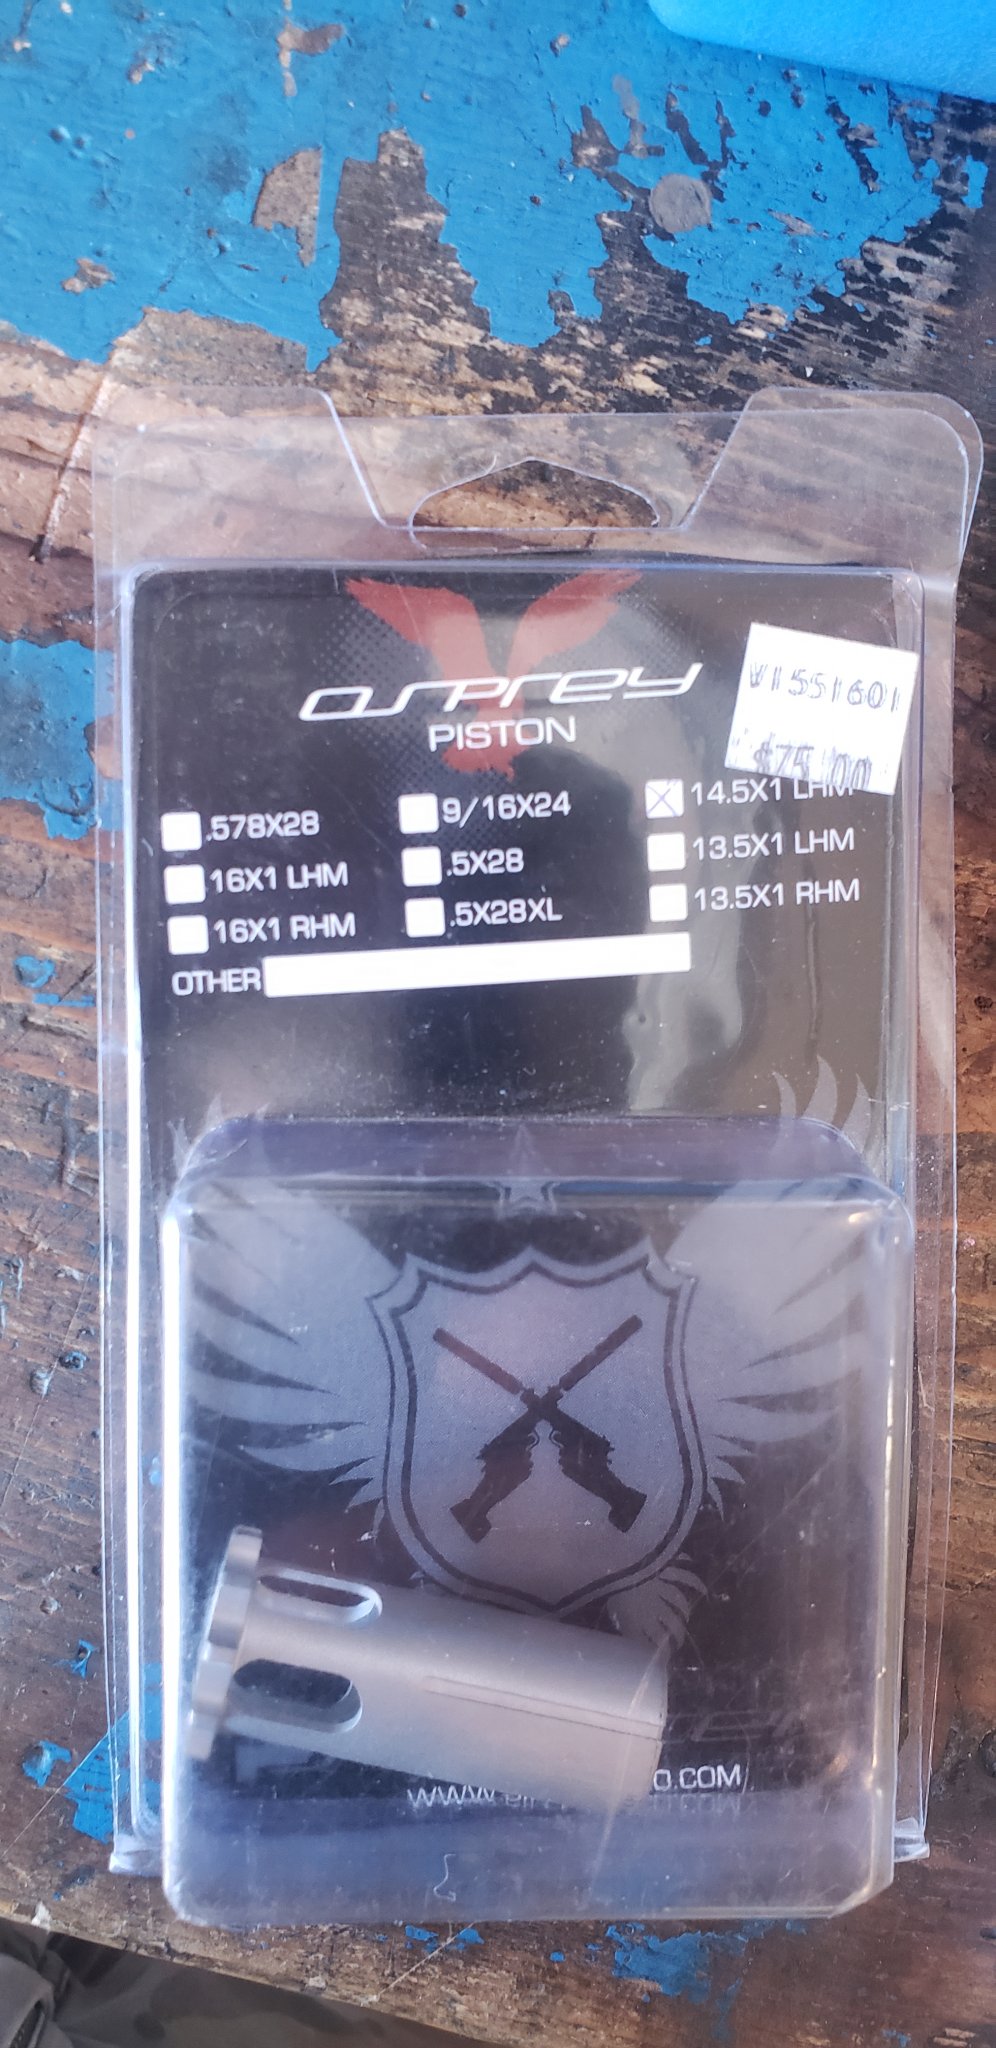 osprey
PISTON
V1551601
$75.00
.578X28
9/16X24
14.5X1 LHM
16X1 LHM
.5X28
13.5X1 LHM
16X1 RHM
.5X28XL
13.5X1 RHM
OTHER